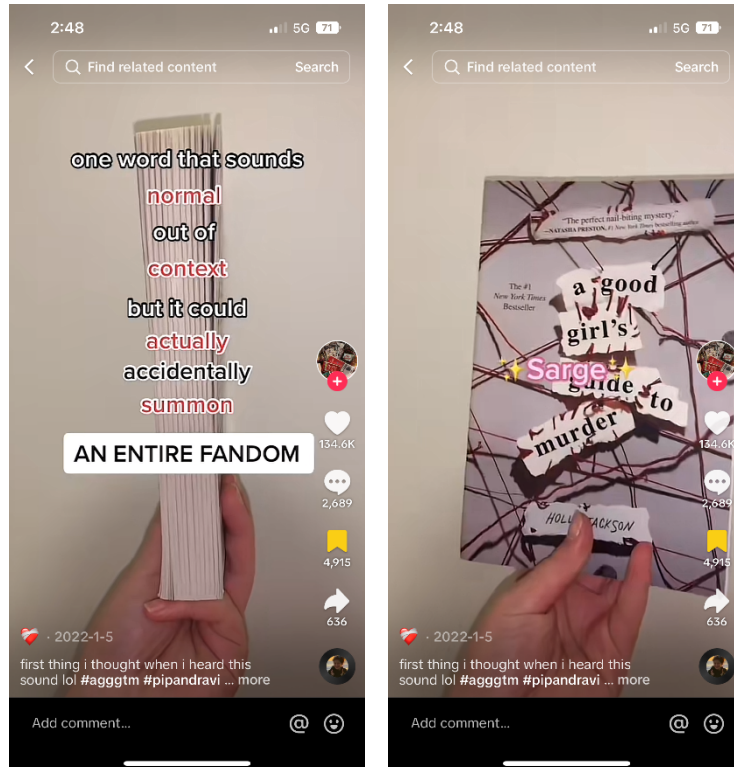 2:48
5G 71
Find related content Search
one word that sounds
normal
out of
context
but it could
actually
accidentally
summon
AN ENTIRE FANDOM
134.6K
2,689
4,915
636
· 2022-1-5
first thing i thought when i heard this
sound lol #agggtm #pipandravi ... more
Add comment...
@
2:48
5G 71
Find related content Search
"The perfect nail-biting mystery."
—NATASHA PRESTON, #1 New York Times bestselling author
The #1
New York Times
Bestseller
a good
girl's
Sarge
guide to
murder
HOLLY JACKSON
134.6K
2,689
4,915
636
· 2022-1-5
first thing i thought when i heard this
sound lol #agggtm #pipandravi ... more
Add comment...
@